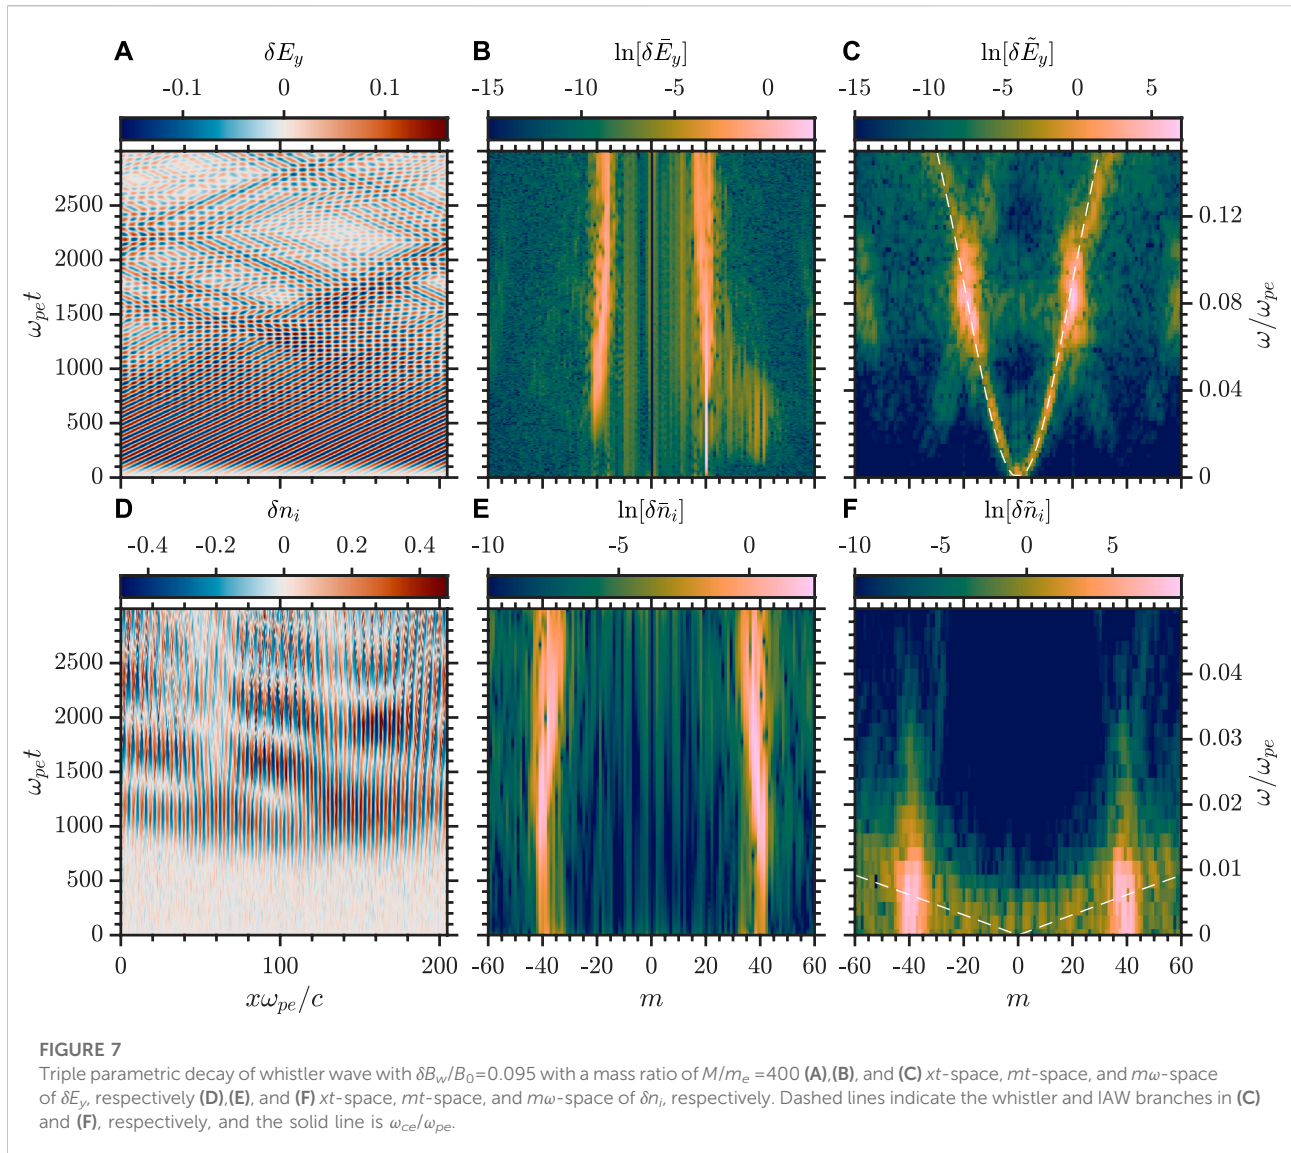 A
δE_y
-0.1 0 0.1
B
ln[δĒ_y]
-15 -10 -5 0
C
ln[δẼ_y]
-15 -10 -5 0 5
ω_pe t
2500
2000
1500
1000
500
0
0.12
0.08
0.04
0
ω/ω_pe
D
δn_i
-0.4 -0.2 0 0.2 0.4
E
ln[δn̄_i]
-10 -5 0
F
ln[δñ_i]
-10 -5 0 5
ω_pe t
2500
2000
1500
1000
500
0
0.04
0.03
0.02
0.01
0
ω/ω_pe
0 100 200
-60 -40 -20 0 20 40 60
-60 -40 -20 0 20 40 60
xω_pe/c
m
m
FIGURE 7
Triple parametric decay of whistler wave with δB_w/B_0=0.095 with a mass ratio of M/m_e=400 (A),(B), and (C) xt-space, mt-space, and mω-space
of δE_y, respectively (D),(E), and (F) xt-space, mt-space, and mω-space of δn_i, respectively. Dashed lines indicate the whistler and IAW branches in (C)
and (F), respectively, and the solid line is ω_ce/ω_pe.